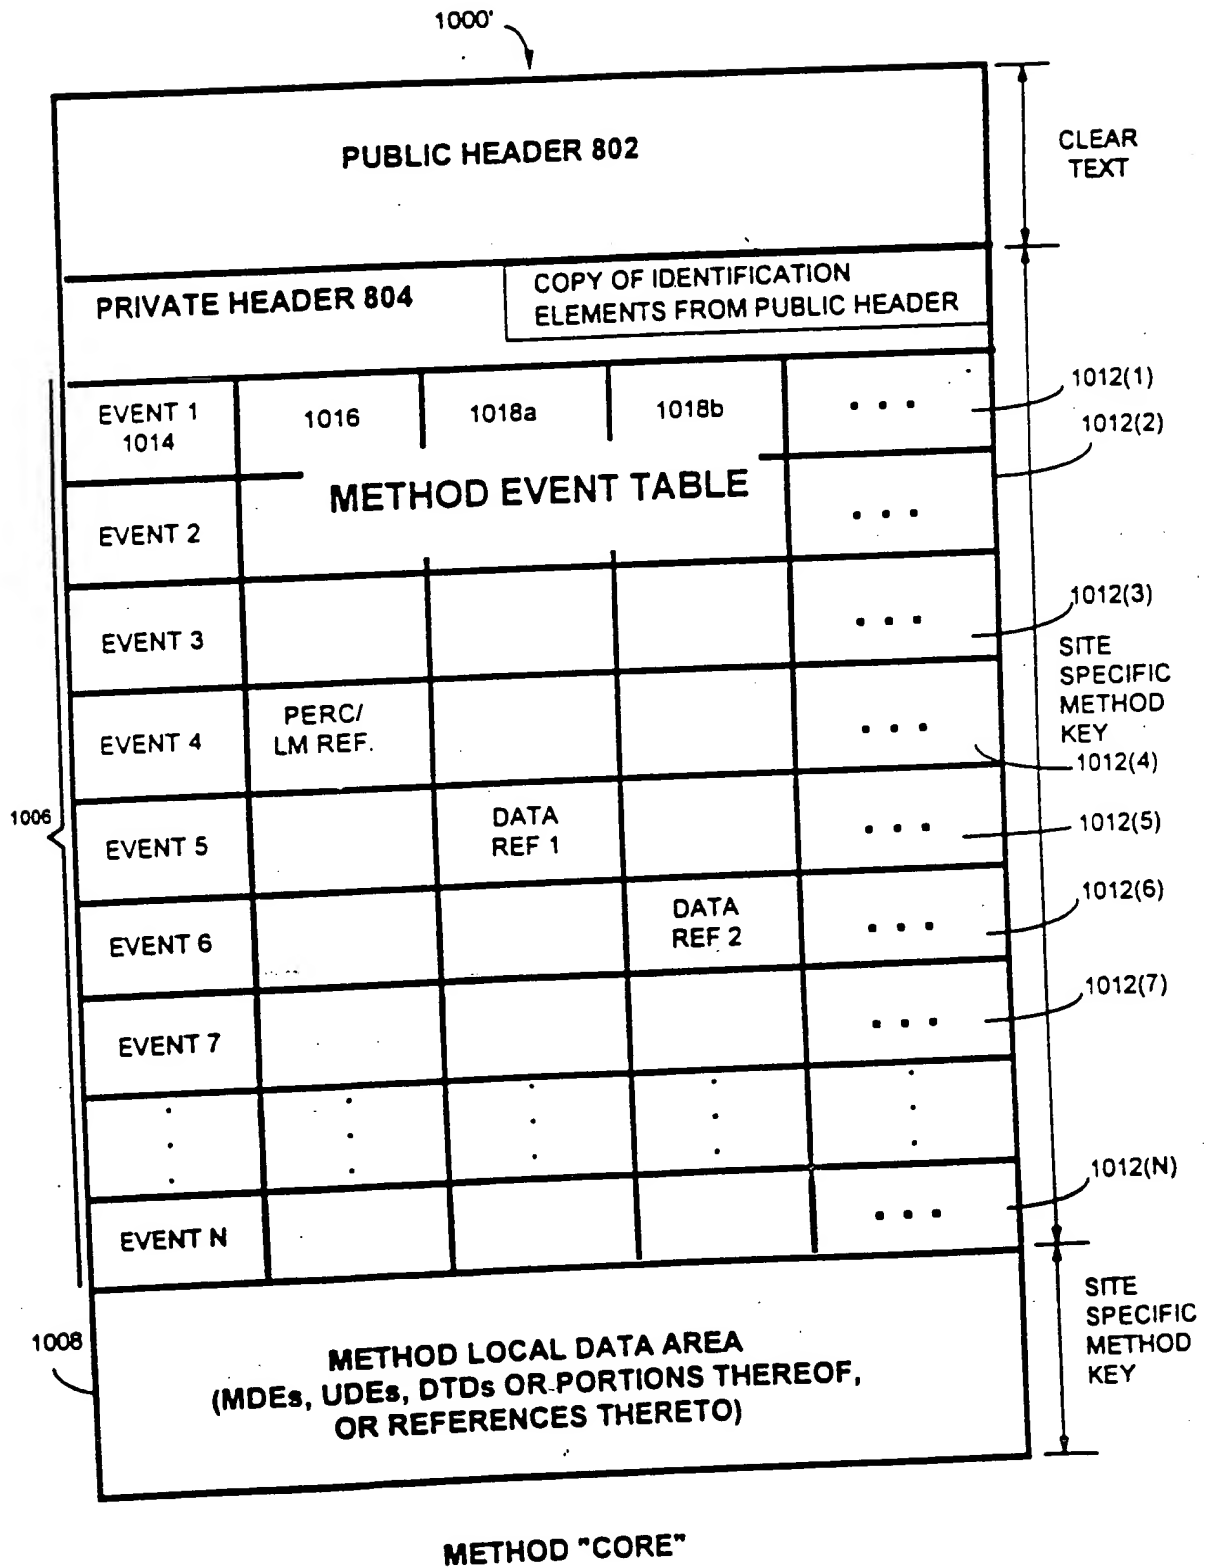 1000'
PUBLIC HEADER 802
CLEAR
TEXT
PRIVATE HEADER 804
COPY OF IDENTIFICATION
ELEMENTS FROM PUBLIC HEADER
EVENT 1
1014
1016
1018a
1018b
• • •
1012(1)
1012(2)
METHOD EVENT TABLE
EVENT 2
• • •
EVENT 3
• • •
1012(3)
SITE
SPECIFIC
METHOD
KEY
EVENT 4
PERC/
LM REF.
• • •
1012(4)
1006
EVENT 5
DATA
REF 1
• • •
1012(5)
EVENT 6
DATA
REF 2
• • •
1012(6)
EVENT 7
• • •
1012(7)
EVENT N
• • •
1012(N)
1008
METHOD LOCAL DATA AREA
(MDEs, UDEs, DTDs OR PORTIONS THEREOF,
OR REFERENCES THERETO)
SITE
SPECIFIC
METHOD
KEY
METHOD "CORE"